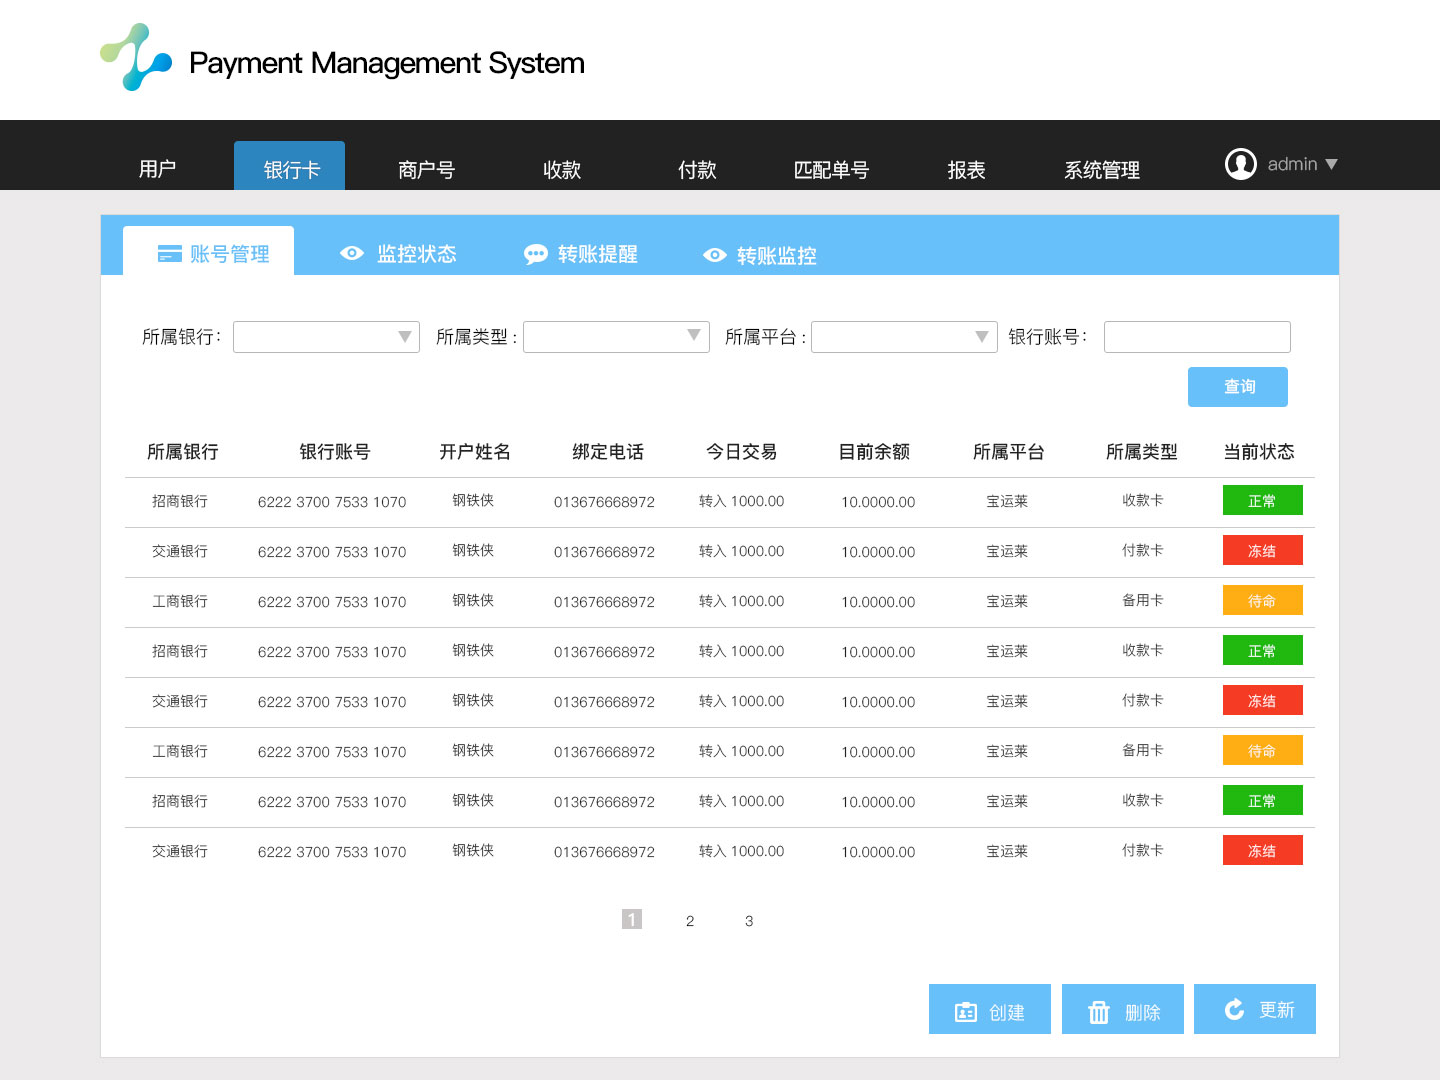 Payment Management System
用户 银行卡 商户号 收款 付款 匹配单号 报表 系统管理 admin
账号管理 监控状态 转账提醒 转账监控
所属银行： 所属类型 : 所属平台 : 银行账号：
查询
所属银行 银行账号 开户姓名 绑定电话 今日交易 目前余额 所属平台 所属类型 当前状态
招商银行 6222 3700 7533 1070 钢铁侠 013676668972 转入 1000.00 10.0000.00 宝运莱 收款卡 正常
交通银行 6222 3700 7533 1070 钢铁侠 013676668972 转入 1000.00 10.0000.00 宝运莱 付款卡 冻结
工商银行 6222 3700 7533 1070 钢铁侠 013676668972 转入 1000.00 10.0000.00 宝运莱 备用卡 待命
招商银行 6222 3700 7533 1070 钢铁侠 013676668972 转入 1000.00 10.0000.00 宝运莱 收款卡 正常
交通银行 6222 3700 7533 1070 钢铁侠 013676668972 转入 1000.00 10.0000.00 宝运莱 付款卡 冻结
工商银行 6222 3700 7533 1070 钢铁侠 013676668972 转入 1000.00 10.0000.00 宝运莱 备用卡 待命
招商银行 6222 3700 7533 1070 钢铁侠 013676668972 转入 1000.00 10.0000.00 宝运莱 收款卡 正常
交通银行 6222 3700 7533 1070 钢铁侠 013676668972 转入 1000.00 10.0000.00 宝运莱 付款卡 冻结
1 2 3
创建 删除 更新